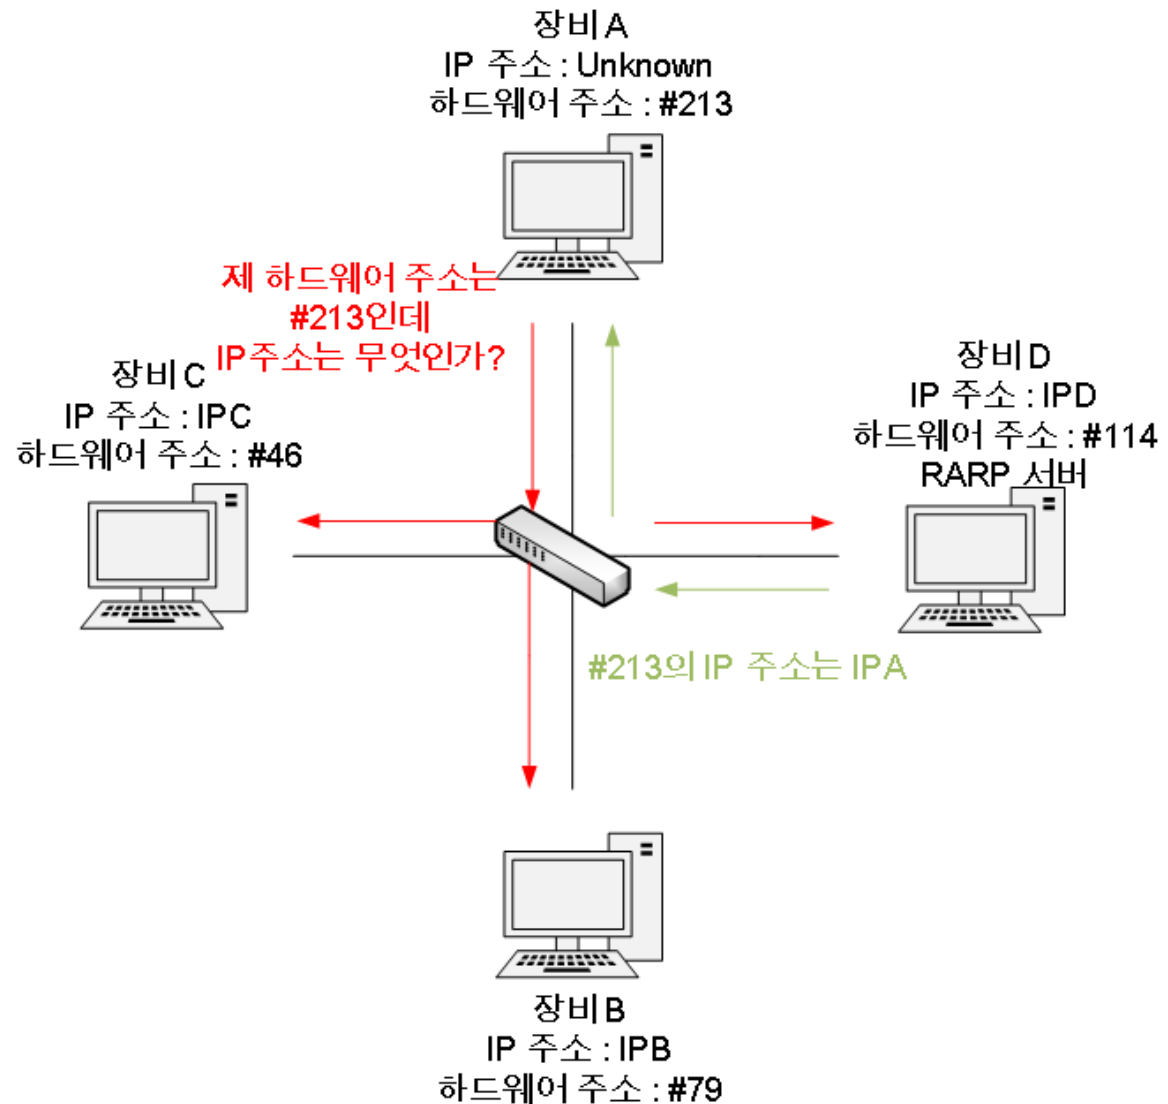 장비A
IP 주소 : Unknown
하드웨어 주소 : #213
제 하드웨어 주소는
#213인데
IP주소는 무엇인가?
장비C
IP 주소 : IPC
하드웨어 주소 : #46
장비D
IP 주소 : IPD
하드웨어 주소 : #114
RARP 서버
#213의 IP 주소는 IPA
장비B
IP 주소 : IPB
하드웨어 주소 : #79